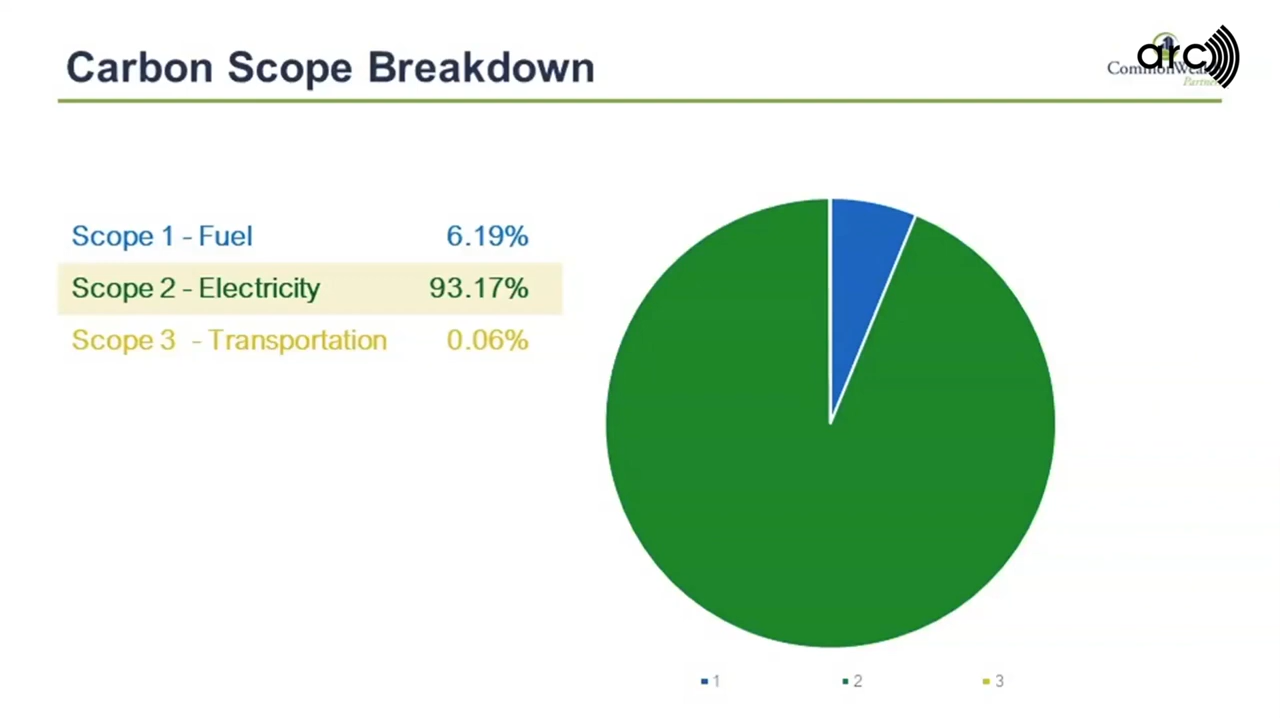 Carbon Scope Breakdown
arc
Scope 1 - Fuel 6.19%
Scope 2 - Electricity 93.17%
Scope 3 - Transportation 0.06%
1 2 3